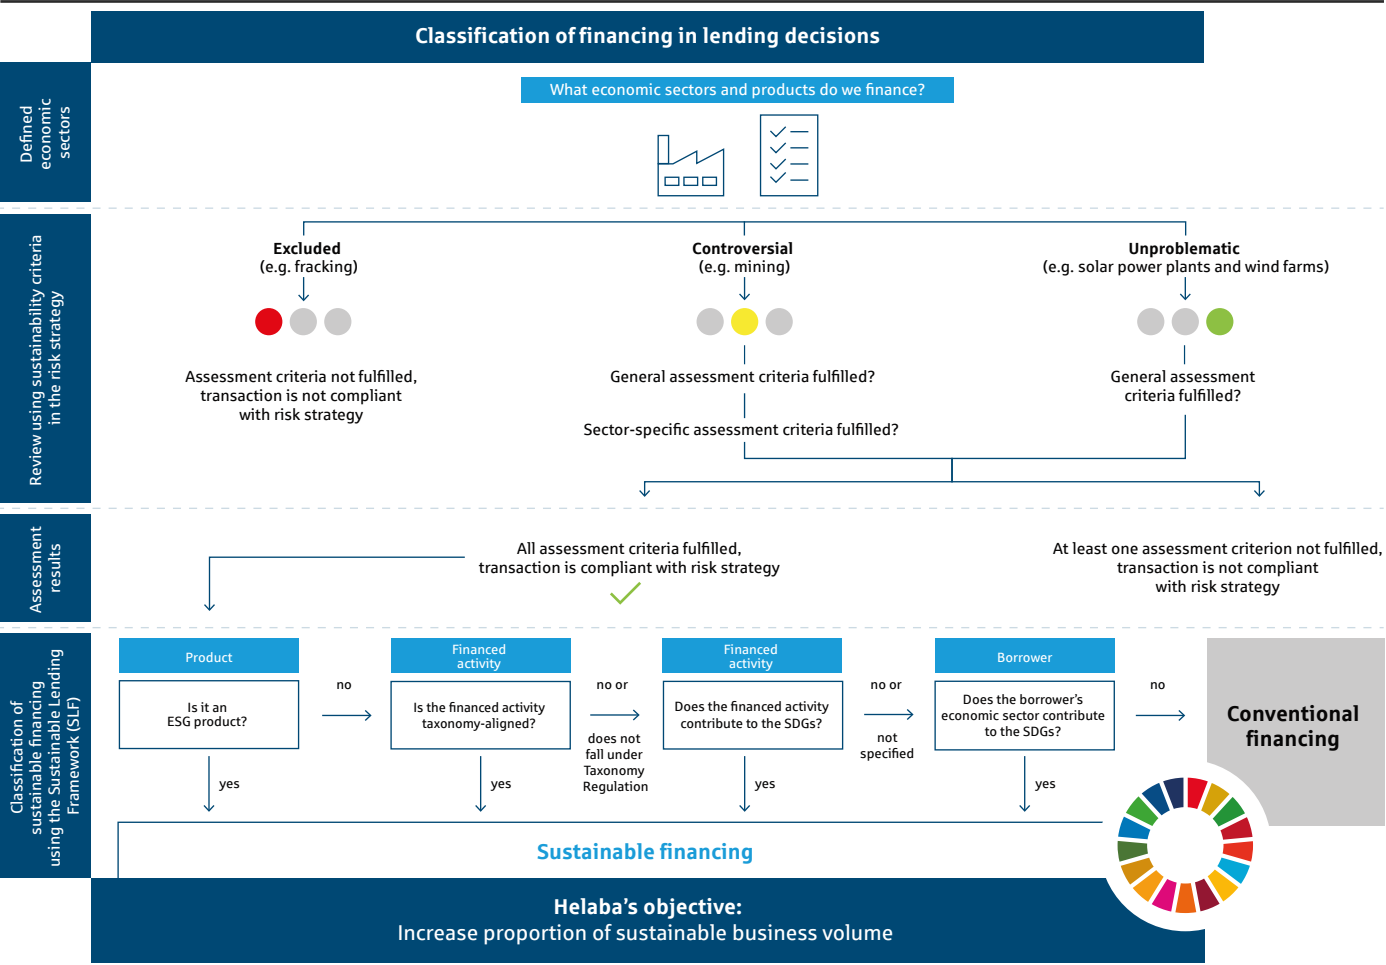 Classification of financing in lending decisions
Defined
economic
sectors
What economic sectors and products do we finance?
Review using sustainability criteria
in the risk strategy
Excluded
(e.g. fracking)
Assessment criteria not fulfilled,
transaction is not compliant
with risk strategy
Controversial
(e.g. mining)
General assessment criteria fulfilled?
Sector-specific assessment criteria fulfilled?
Unproblematic
(e.g. solar power plants and wind farms)
General assessment
criteria fulfilled?
Assessment
results
All assessment criteria fulfilled,
transaction is compliant with risk strategy
At least one assessment criterion not fulfilled,
transaction is not compliant
with risk strategy
Classification of
sustainable financing
using the Sustainable Lending
Framework (SLF)
Product
Is it an
ESG product?
yes
no
Financed
activity
Is the financed activity
taxonomy-aligned?
yes
no or
does not
fall under
Taxonomy
Regulation
Financed
activity
Does the financed activity
contribute to the SDGs?
yes
no or
not
specified
Borrower
Does the borrower's
economic sector contribute
to the SDGs?
yes
no
Conventional
financing
Sustainable financing
Helaba's objective:
Increase proportion of sustainable business volume